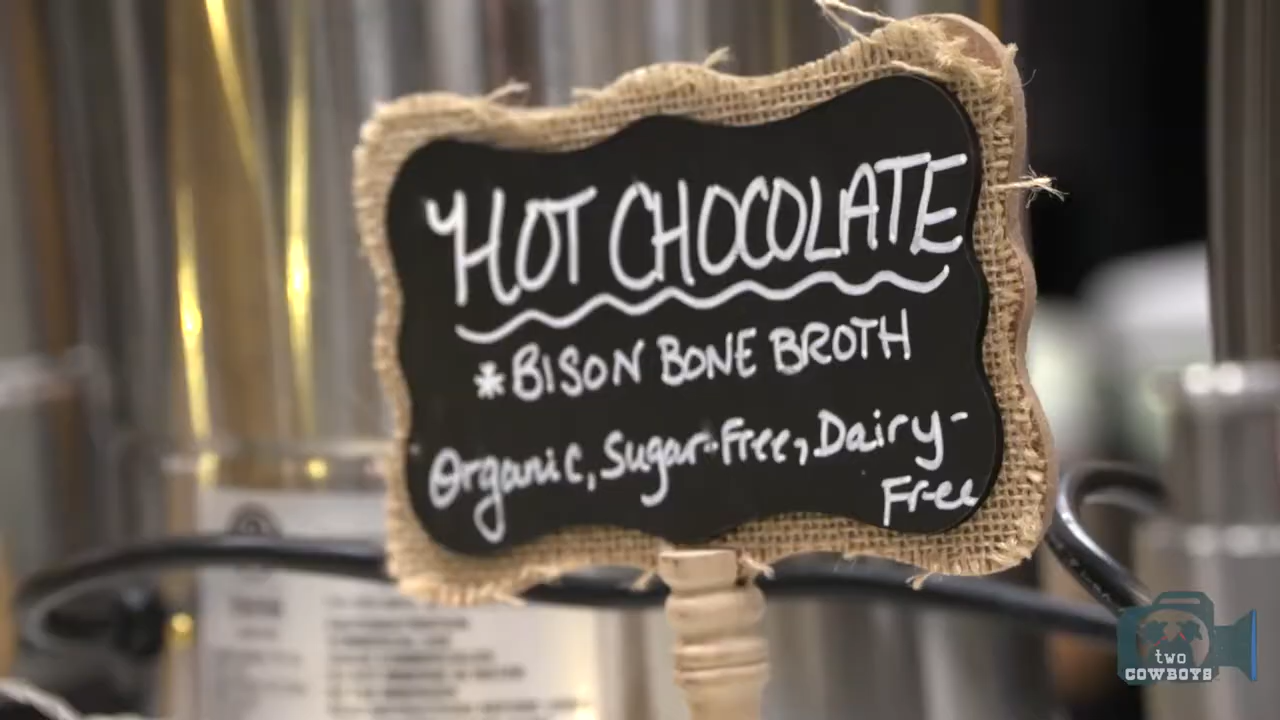 HOT CHOCOLATE
*BISON BONE BROTH
Organic, Sugar-Free, Dairy-
Free
two
COWBOYS